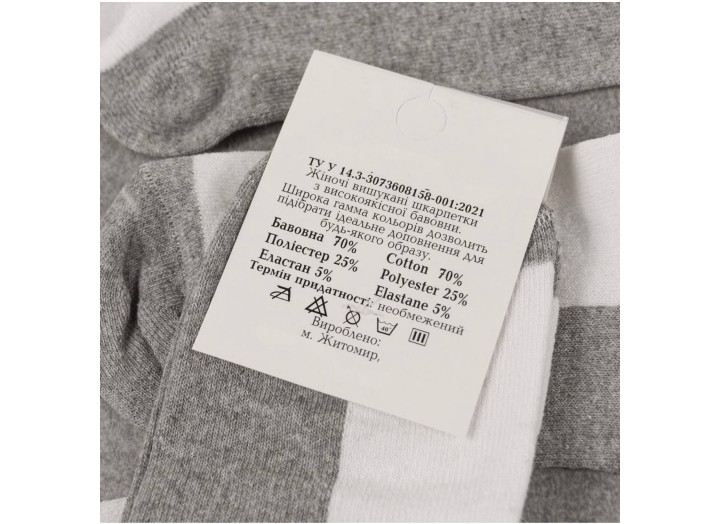 ТУ У 14.3-3073608158-001:2021
Жіночі вишукані шкарпетки
з високоякісної бавовни.
Широка гамма кольорів дозволить
підібрати ідеальне доповнення для
будь-якого образу.
Бавовна 70% Cotton 70%
Поліестер 25% Polyester 25%
Еластан 5% Elastane 5%
Термін придатності: необмежений
40
Вироблено:
м. Житомир,